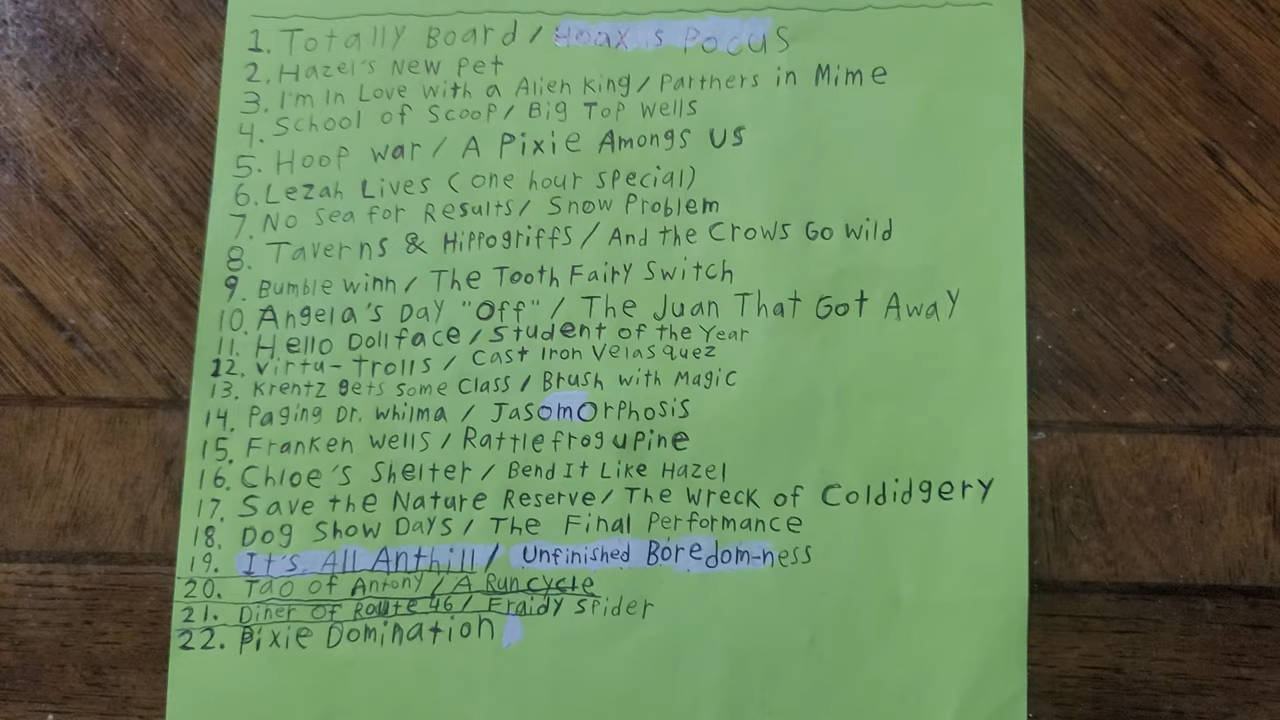 1. Totally Board / Hoax is Pocus
2. Hazel's New Pet
3. I'm In Love with a Alien King / Partners in Mime
4. School of Scoop / Big Top Wells
5. Hoof War / A Pixie Amongs US
6. Lezah Lives (one hour special)
7. No Sea for Results / Snow Problem
8. Taverns & Hippogriffs / And the Crows Go Wild
9. Bumble winn / The Tooth Fairy Switch
10. Angela's Day "Off" / The Juan That Got Away
11. Hello Dollface / Student of the Year
12. Virtu-Trolls / Cast Iron Velasquez
13. Krentz gets some Class / Brush with Magic
14. Paging Dr. Whilma / Jasomorphosis
15. Franken Wells / Rattlefrogupine
16. Chloe's Shelter / Bend It Like Hazel
17. Save the Nature Reserve / The Wreck of Coldidgery
18. Dog Show Days / The Final Performance
19. It's All Anthill / Unfinished Boredom-ness
20. Tao of Antony / A Run cycle
21. Diner Of Route 46 / Fraidy Spider
22. Pixie Domination